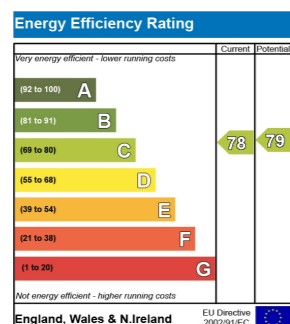 Energy Efficiency Rating
Current Potential
Very energy efficient - lower running costs
(92 to 100) A
(81 to 91) B
(69 to 80) C 78 79
(55 to 68) D
(39 to 54) E
(21 to 38) F
(1 to 20) G
Not energy efficient - higher running costs
England, Wales & N.Ireland
EU Directive
2002/91/EC